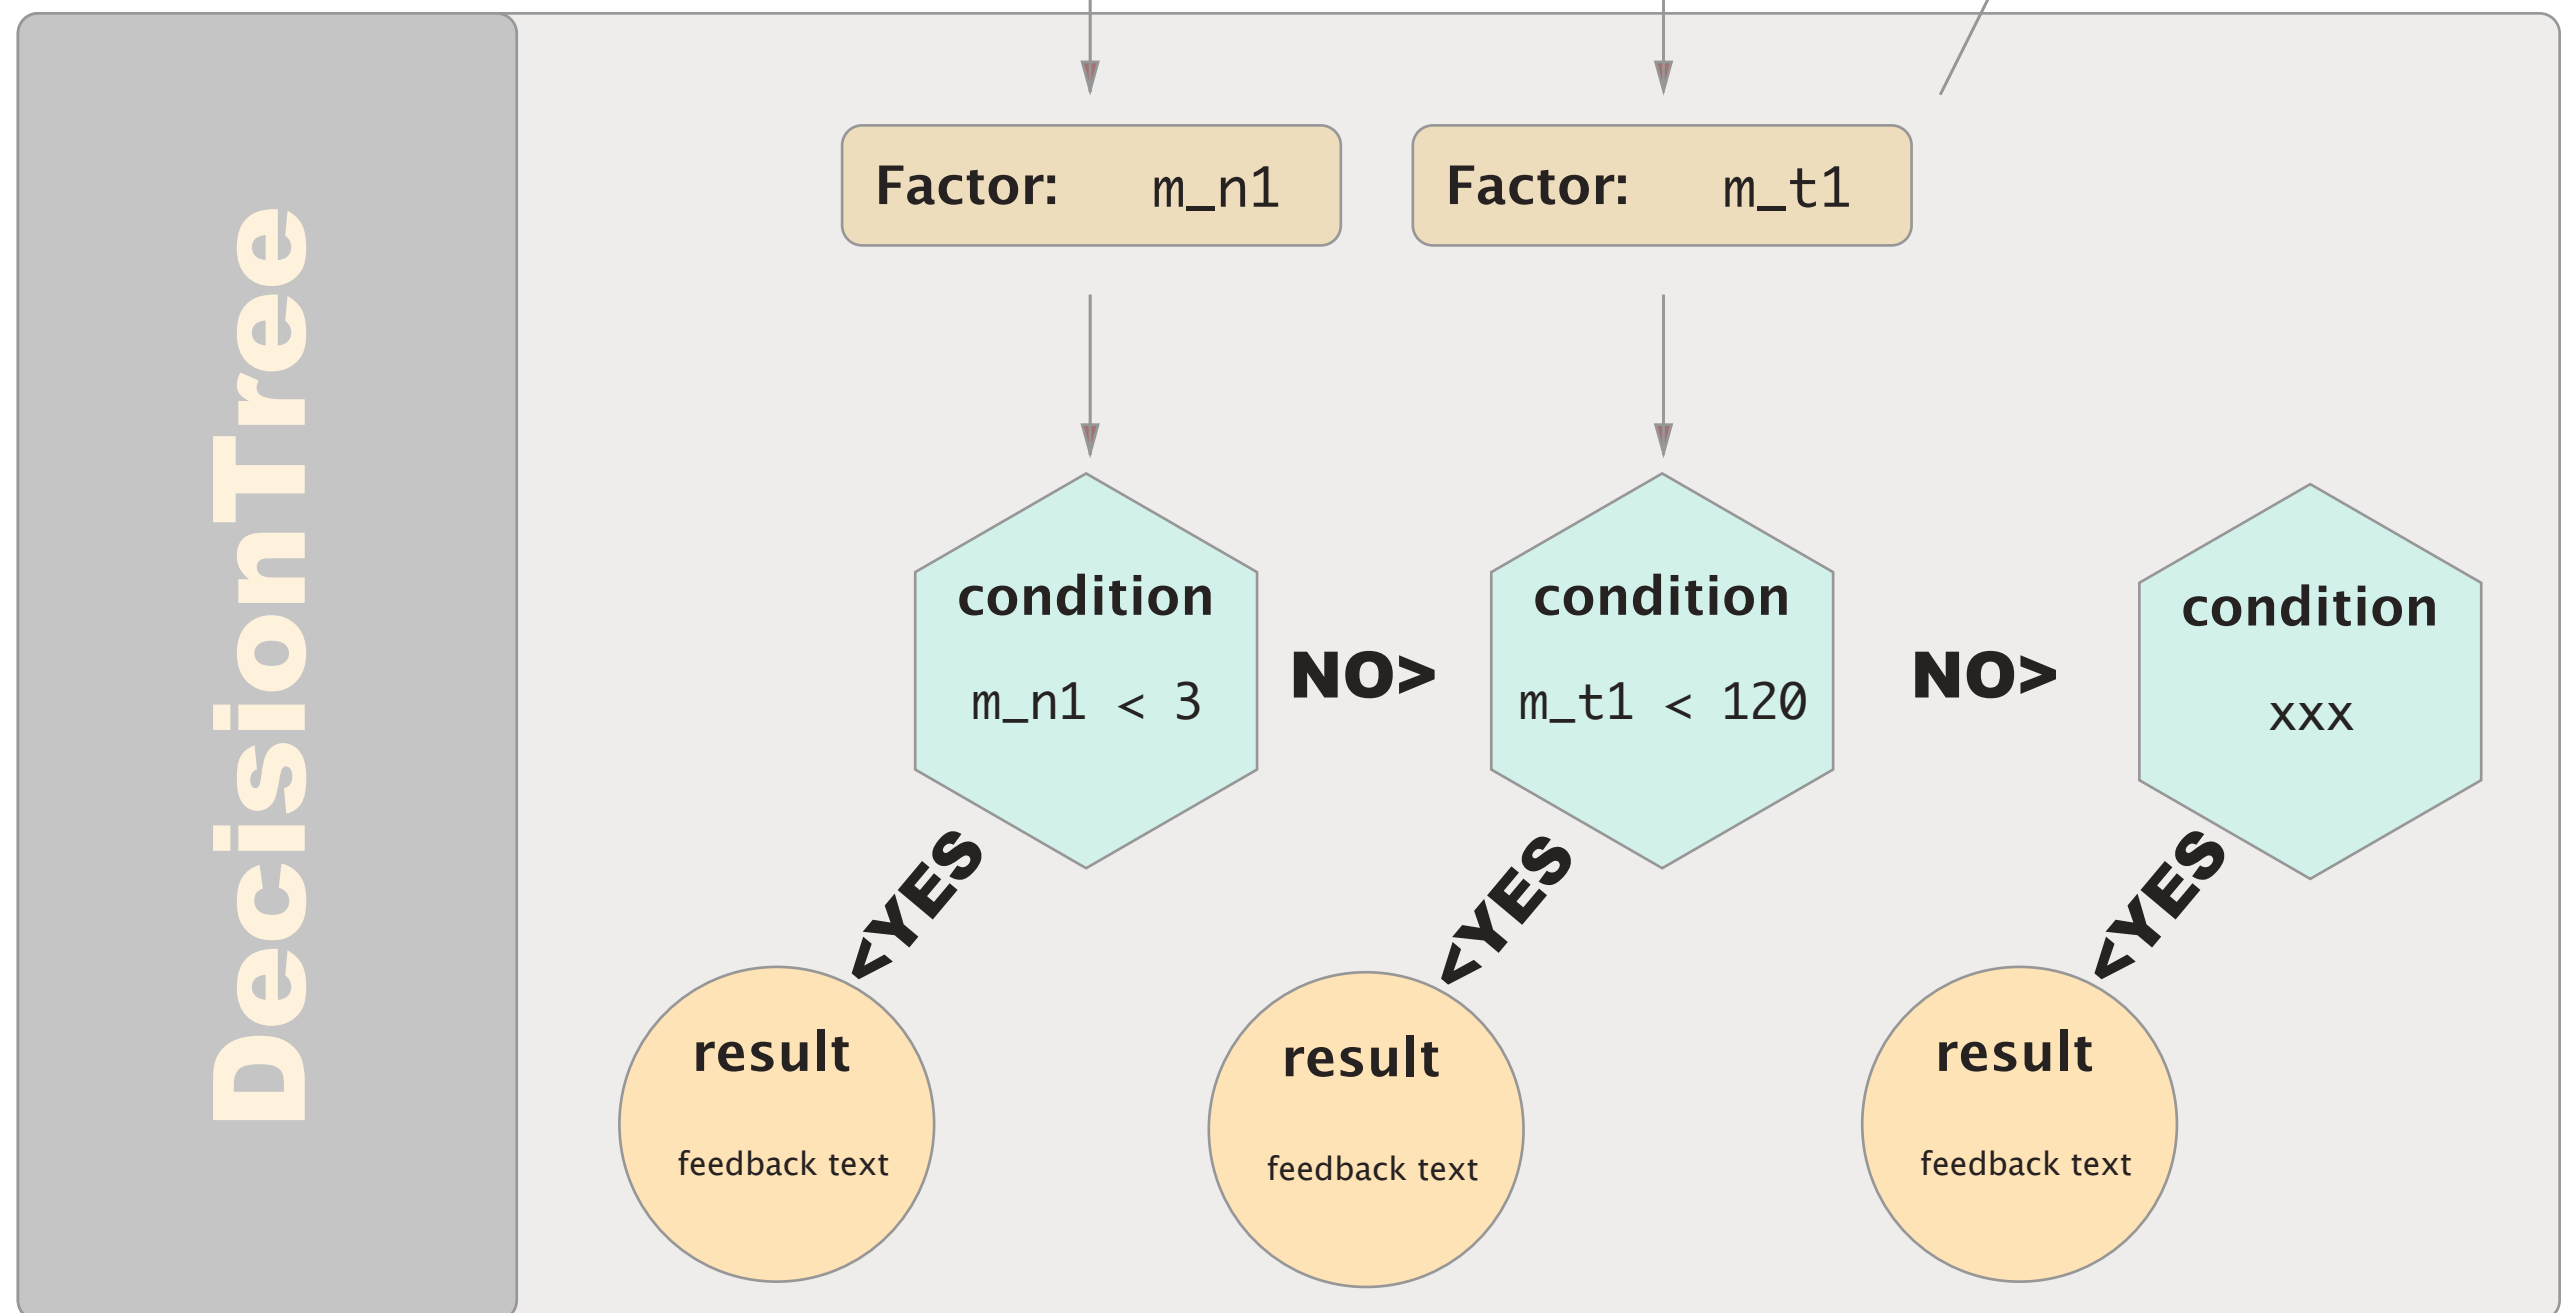 DecisionTree
Factor: m_n1
Factor: m_t1
condition
m_n1 < 3
NO>
condition
m_t1 < 120
NO>
condition
xxx
<YES
<YES
<YES
result
feedback text
result
feedback text
result
feedback text